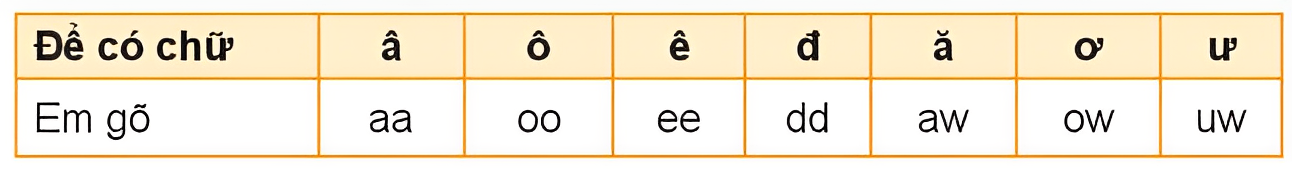 Để có chữ â ô ê đ ă ơ ư
Em gõ aa oo ee dd aw ow uw